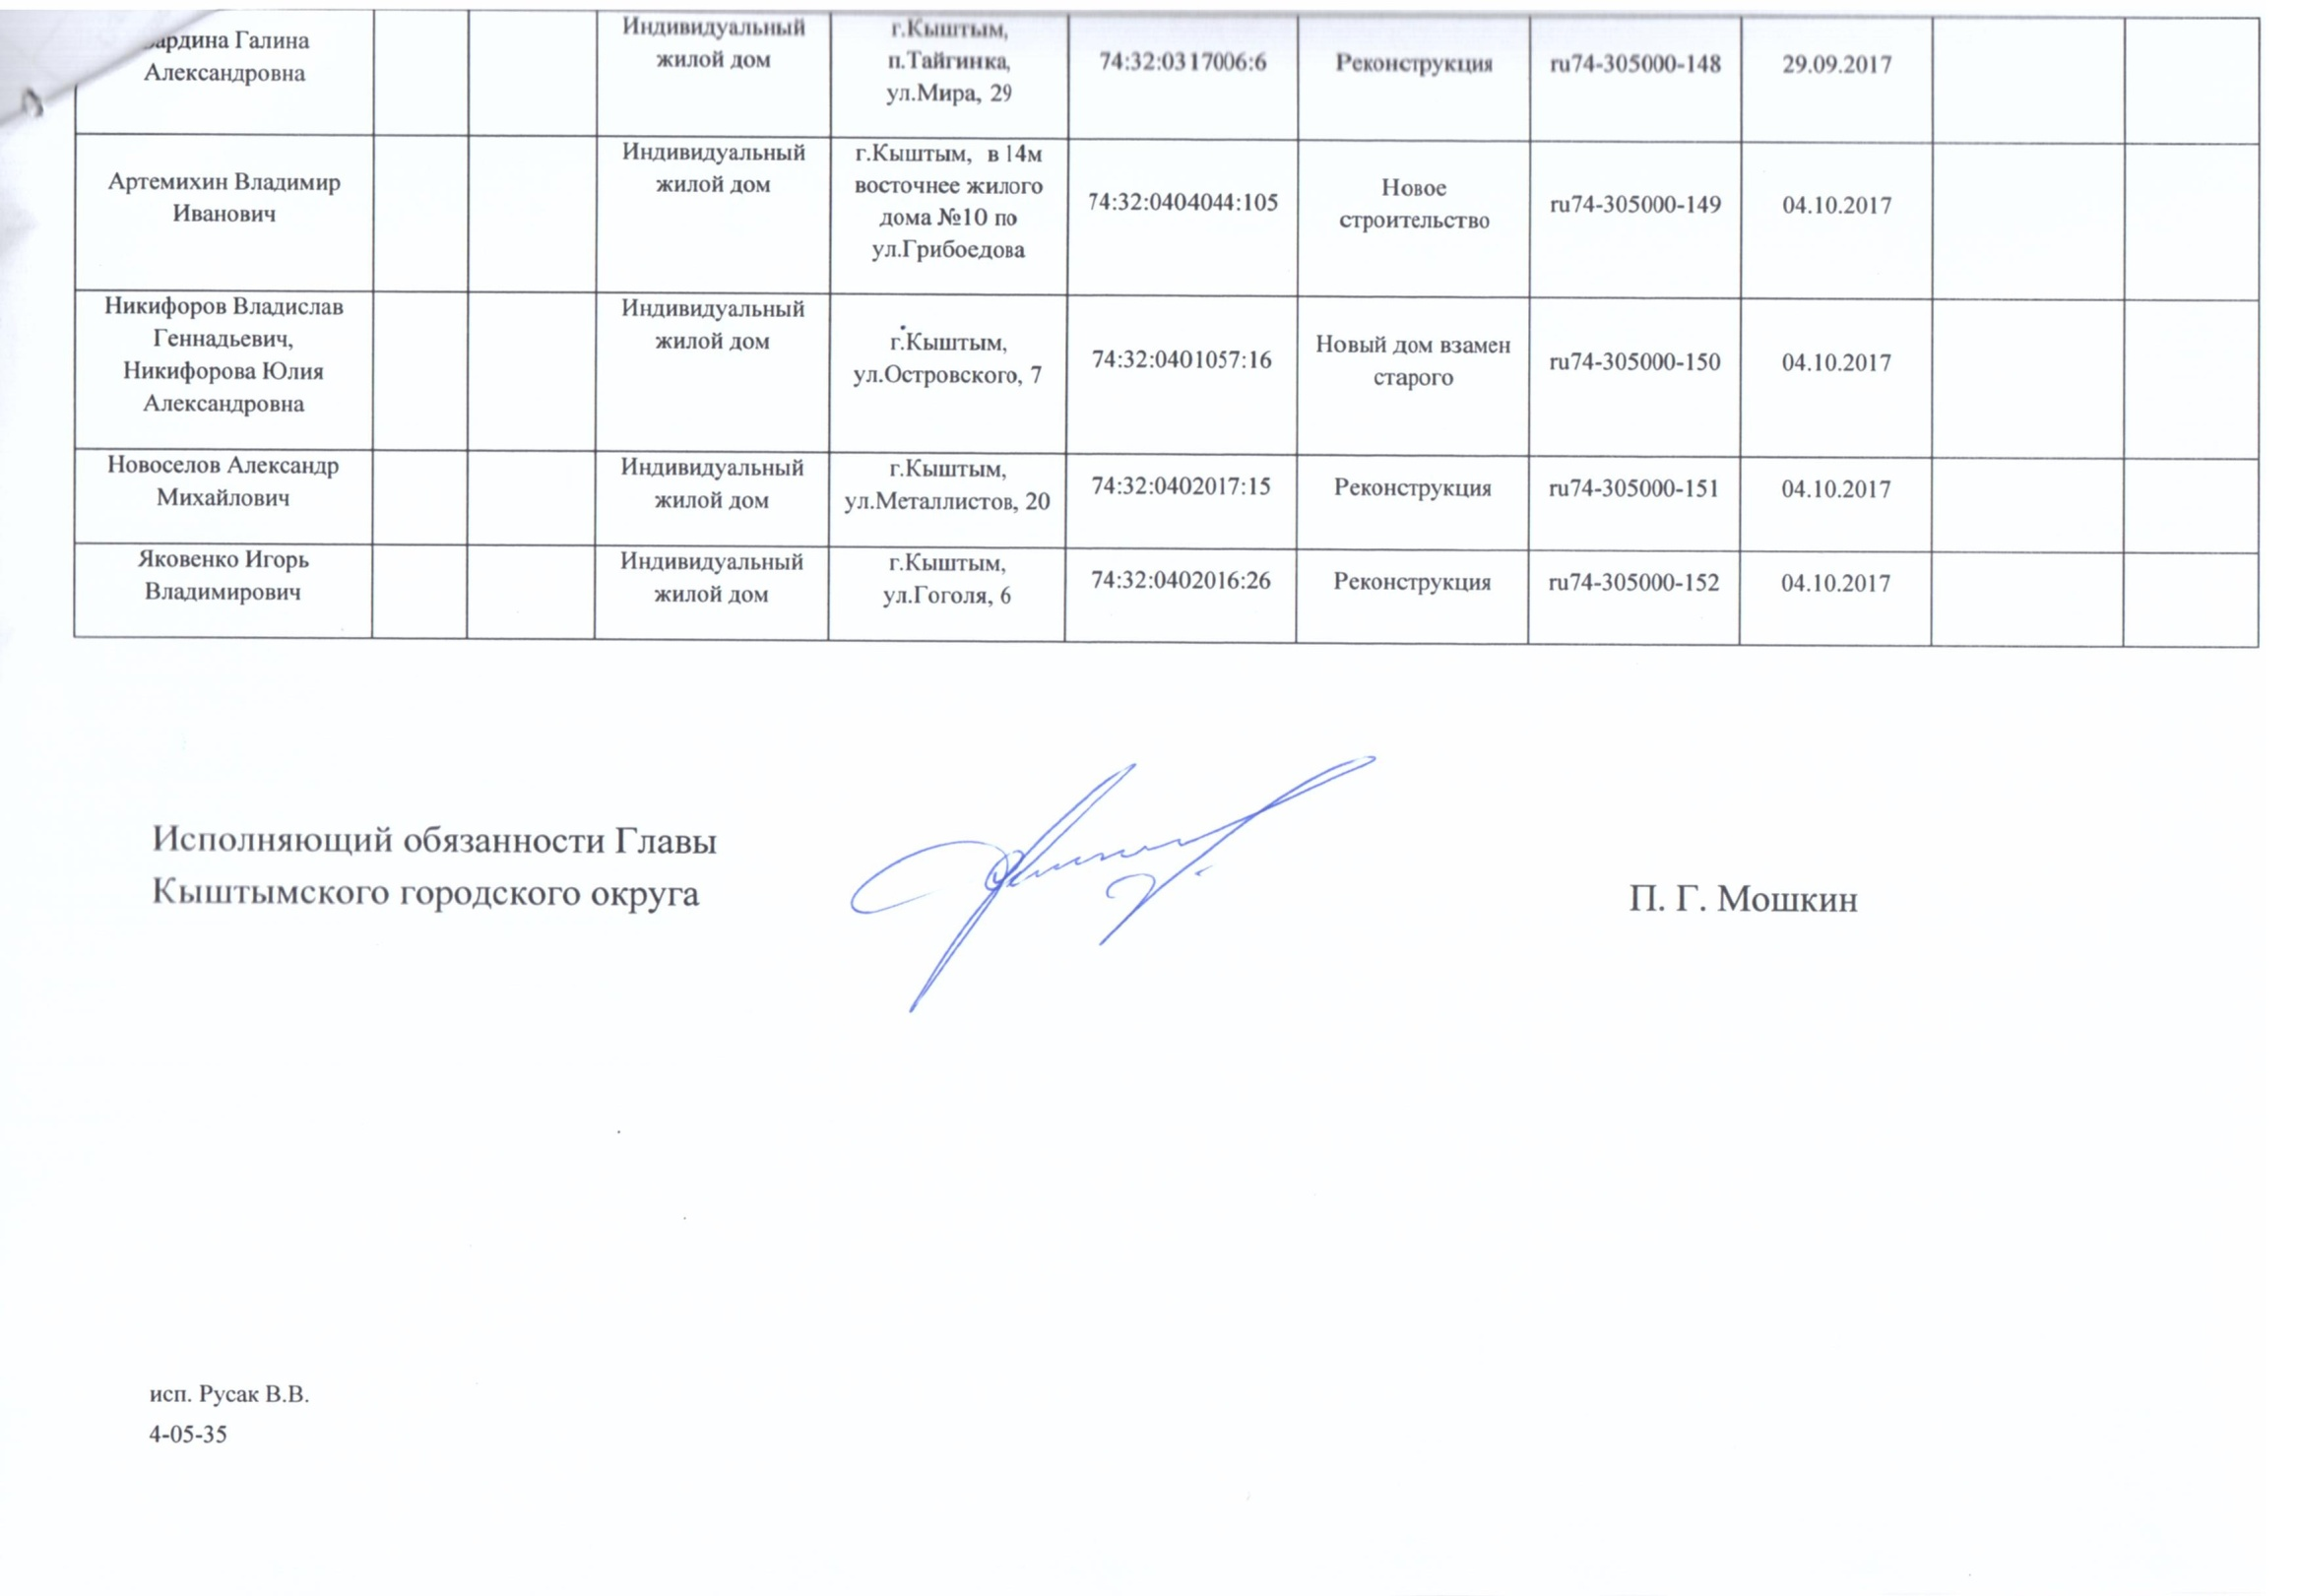 Галина
Александровна
Индивидуальный
жилой дом
г.Кыштым,
п.Тайгинка,
ул.Мира, 29
74:32:0317006:6
Реконструкция
ru74-305000-148
29.09.2017
Артемихин Владимир
Иванович
Индивидуальный
жилой дом
г.Кыштым, в 14м
восточнее жилого
дома №10 по
ул.Грибоедова
74:32:0404044:105
Новое
строительство
ru74-305000-149
04.10.2017
Никифоров Владислав
Геннадьевич,
Никифорова Юлия
Александровна
Индивидуальный
жилой дом
г.Кыштым,
ул.Островского, 7
74:32:0401057:16
Новый дом взамен
старого
ru74-305000-150
04.10.2017
Новоселов Александр
Михайлович
Индивидуальный
жилой дом
г.Кыштым,
ул.Металлистов, 20
74:32:0402017:15
Реконструкция
ru74-305000-151
04.10.2017
Яковенко Игорь
Владимирович
Индивидуальный
жилой дом
г.Кыштым,
ул.Гоголя, 6
74:32:0402016:26
Реконструкция
ru74-305000-152
04.10.2017
Исполняющий обязанности Главы
Кыштымского городского округа
П. Г. Мошкин
исп. Русак В.В.
4-05-35